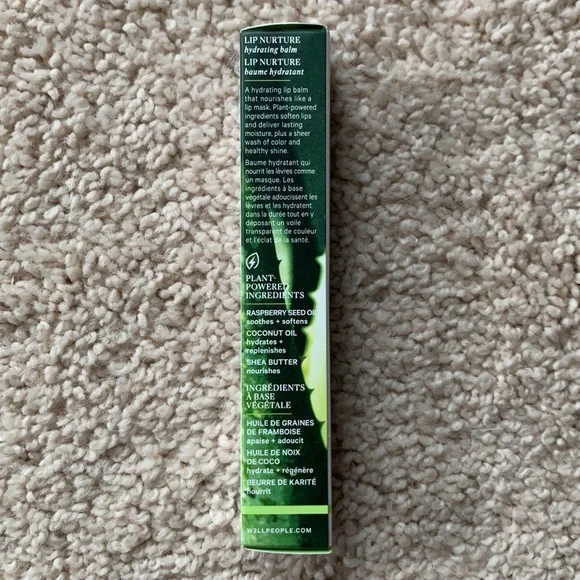 LIP NURTURE
hydrating balm
LIP NURTURE
baume hydratant
A hydrating lip balm
that nourishes like a
lip mask. Plant-powered
ingredients soften lips
and deliver lasting
moisture, plus a sheer
wash of color and
healthy shine.
Baume hydratant qui
nourrit les lèvres comme
un masque. Les
ingrédients à base
végétale adoucissent les
lèvres et les hydratent
dans la durée tout en y
déposant un voile
transparent de couleur
et l'éclat de la santé.
PLANT-
POWERED
INGREDIENTS
RASPBERRY SEED OIL
soothes + softens
COCONUT OIL
hydrates +
replenishes
SHEA BUTTER
nourishes
INGRÉDIENTS
À BASE
VÉGÉTALE
HUILE DE GRAINES
DE FRAMBOISE
apaise + adoucit
HUILE DE NOIX
DE COCO
hydrate + régénère
BEURRE DE KARITÉ
nourrit
W3LLPEOPLE.COM